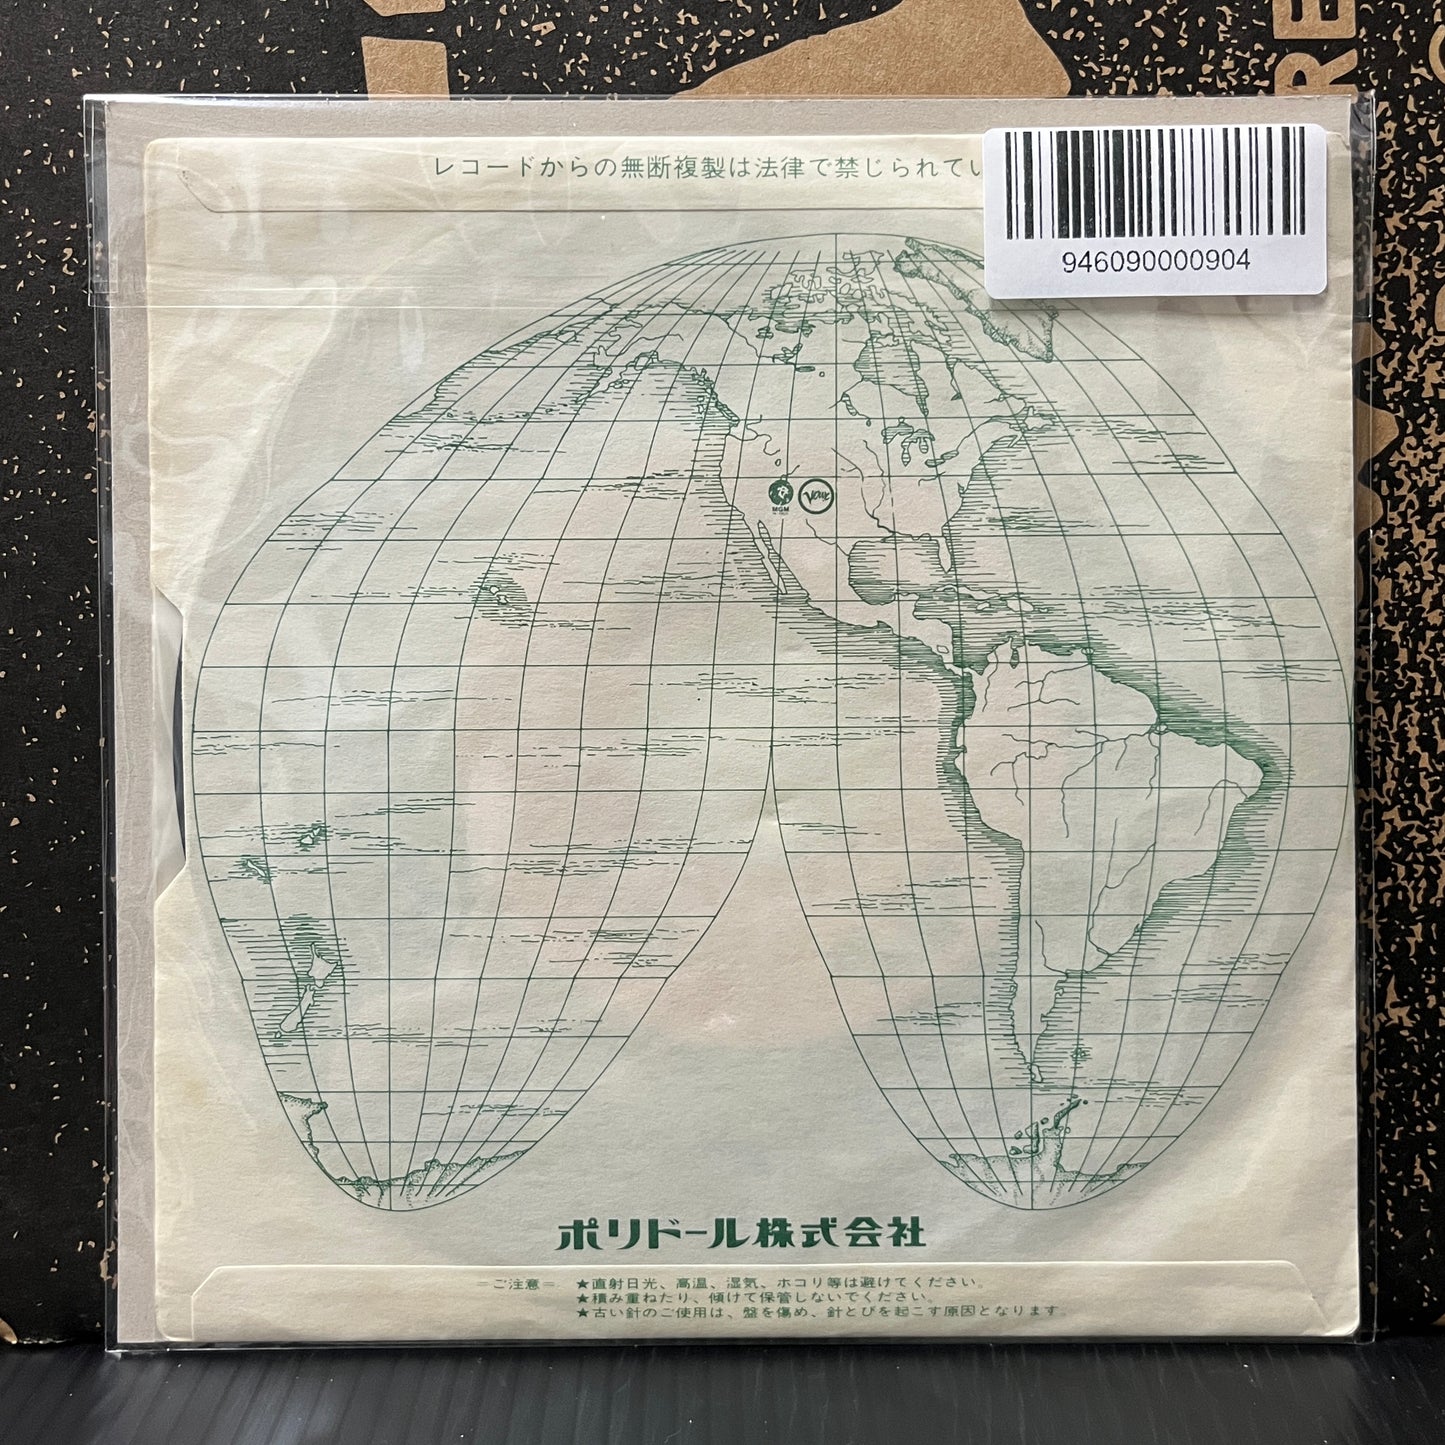 RE
レコードからの無断複製は法律で禁じられてい
946090000904
MGM
Verve
ポリドール株式会社
＝ご注意＝ ★直射日光、高温、湿気、ホコリ等は避けてください。
★積み重ねたり、傾けて保管しないでください。
★古い針のご使用は、盤を傷め、針とびを起こす原因となります。